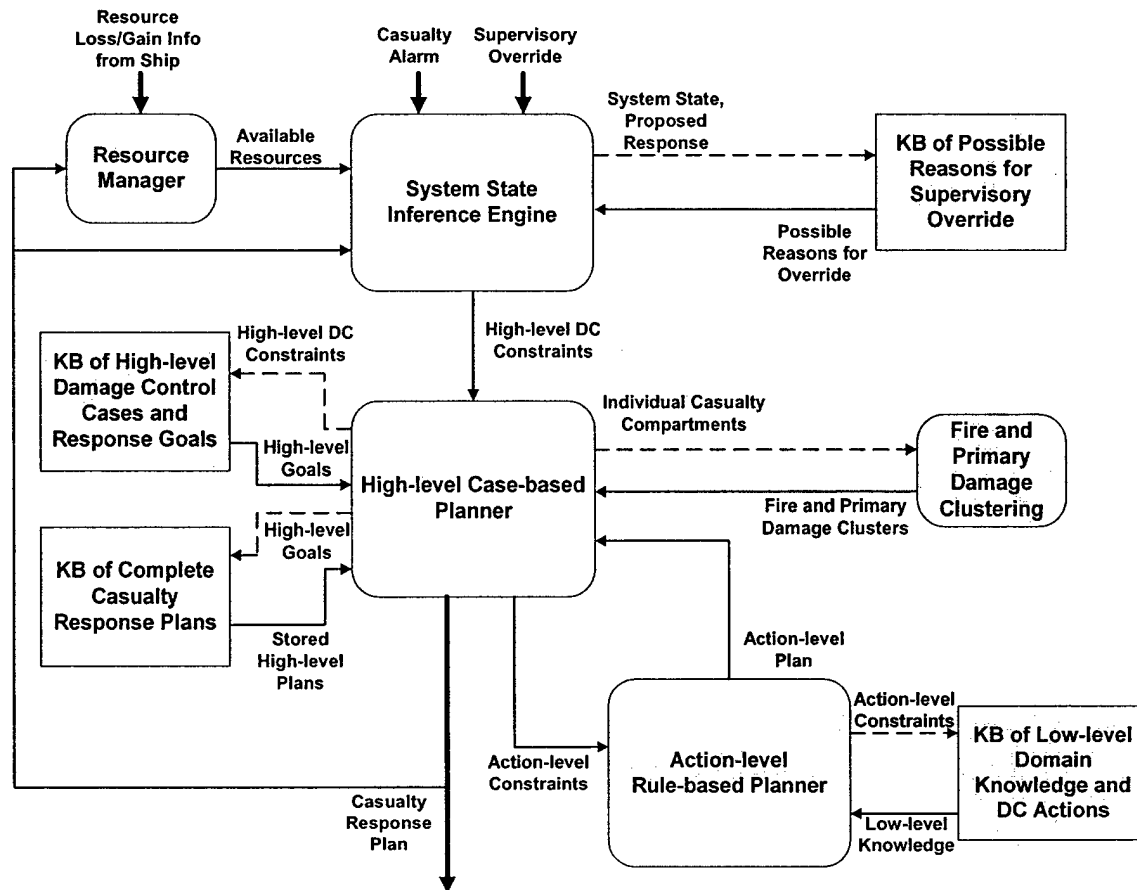 Resource
Loss/Gain Info
from Ship
Casualty
Alarm
Supervisory
Override
Resource
Manager
Available
Resources
System State
Inference Engine
System State,
Proposed
Response
KB of Possible
Reasons for
Supervisory
Override
Possible
Reasons for
Override
High-level DC
Constraints
KB of High-level
Damage Control
Cases and
Response Goals
High-level DC
Constraints
High-level
Goals
High-level Case-based
Planner
Individual Casualty
Compartments
Fire and
Primary
Damage
Clustering
Fire and Primary
Damage Clusters
High-level
Goals
KB of Complete
Casualty
Response Plans
Stored
High-level
Plans
Action-level
Plan
Action-level
Constraints
Action-level
Rule-based Planner
Action-level
Constraints
KB of Low-level
Domain
Knowledge and
DC Actions
Low-level
Knowledge
Casualty
Response
Plan